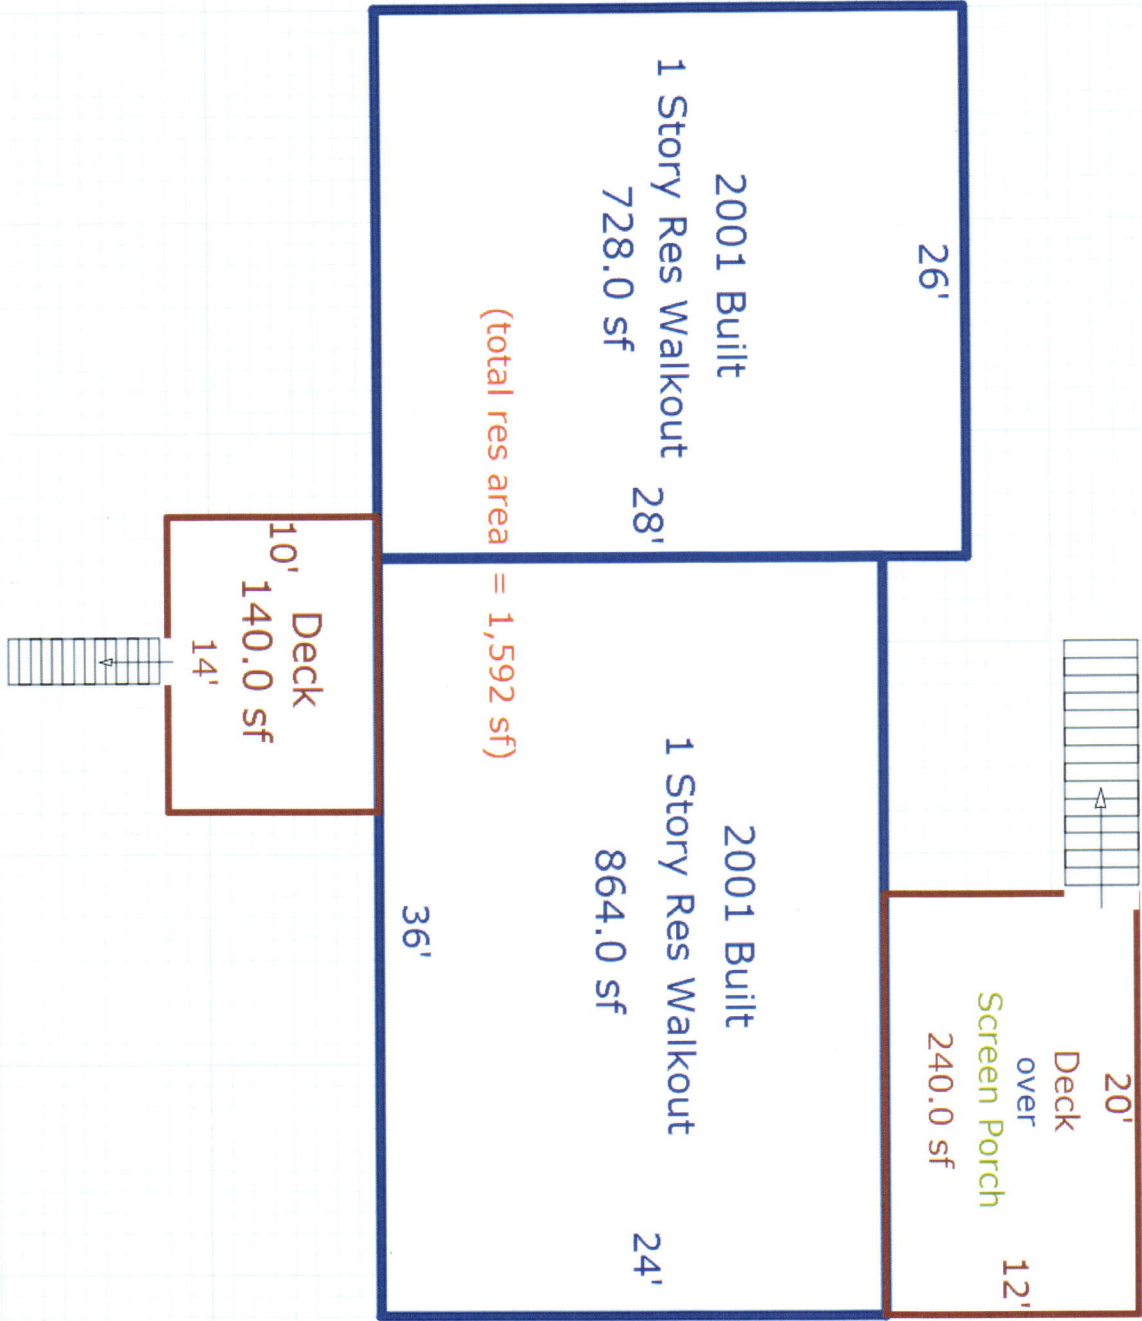 26'
2001 Built
1 Story Res Walkout
728.0 sf
28'
(total res area = 1,592 sf)
20'
Deck
over
Screen Porch
240.0 sf
12'
2001 Built
1 Story Res Walkout
864.0 sf
24'
36'
10'
Deck
140.0 sf
14'